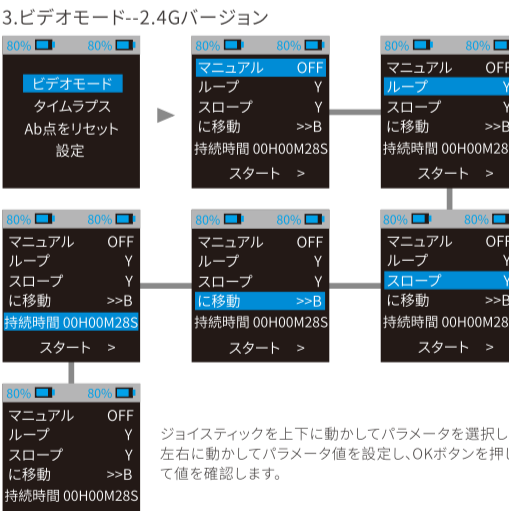 3.ビデオモード--2.4Gバージョン
80% 80%
ビデオモード
タイムラプス
Ab点をリセット
設定
80% 80%
マニュアル OFF
ループ Y
スロープ Y
に移動 >>B
持続時間 00H00M28S
スタート >
80% 80%
マニュアル OFF
ループ Y
スロープ Y
に移動 >>B
持続時間 00H00M28
スタート >
80% 80%
マニュアル OFF
ループ Y
スロープ Y
に移動 >>B
持続時間 00H00M28S
スタート >
80% 80%
マニュアル OFF
ループ Y
スロープ Y
に移動 >>B
持続時間 00H00M28S
スタート >
80% 80%
マニュアル OFF
ループ Y
スロープ Y
に移動 >>B
持続時間 00H00M28
スタート >
80% 80%
マニュアル OFF
ループ Y
スロープ Y
に移動 >>B
持続時間 00H00M28S
ジョイスティックを上下に動かしてパラメータを選択し
左右に動かしてパラメータ値を設定し、OKボタンを押し
て値を確認します。